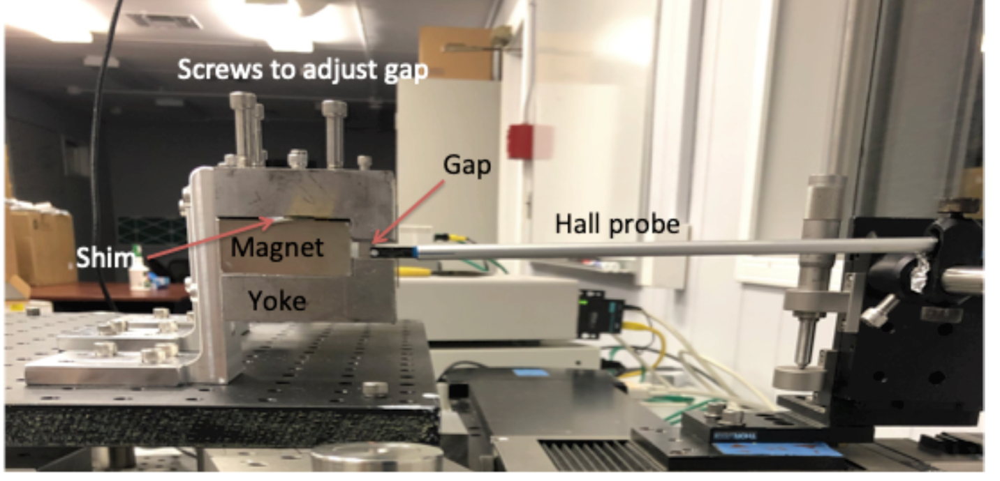 Screws to adjust gap
Gap
Hall probe
Shim
Magnet
Yoke